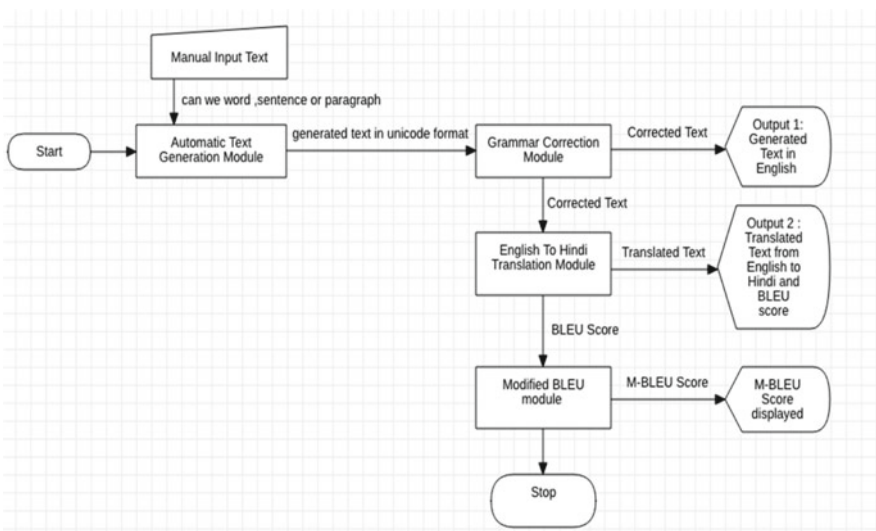 Manual Input Text
can we word ,sentence or paragraph
Start
Automatic Text
Generation Module
generated text in unicode format
Grammar Correction
Module
Corrected Text
Output 1:
Generated
Text in
English
Corrected Text
English To Hindi
Translation Module
Translated Text
Output 2 :
Translated
Text from
English to
Hindi and
BLEU
score
BLEU Score
Modified BLEU
module
M-BLEU Score
M-BLEU
Score
displayed
Stop